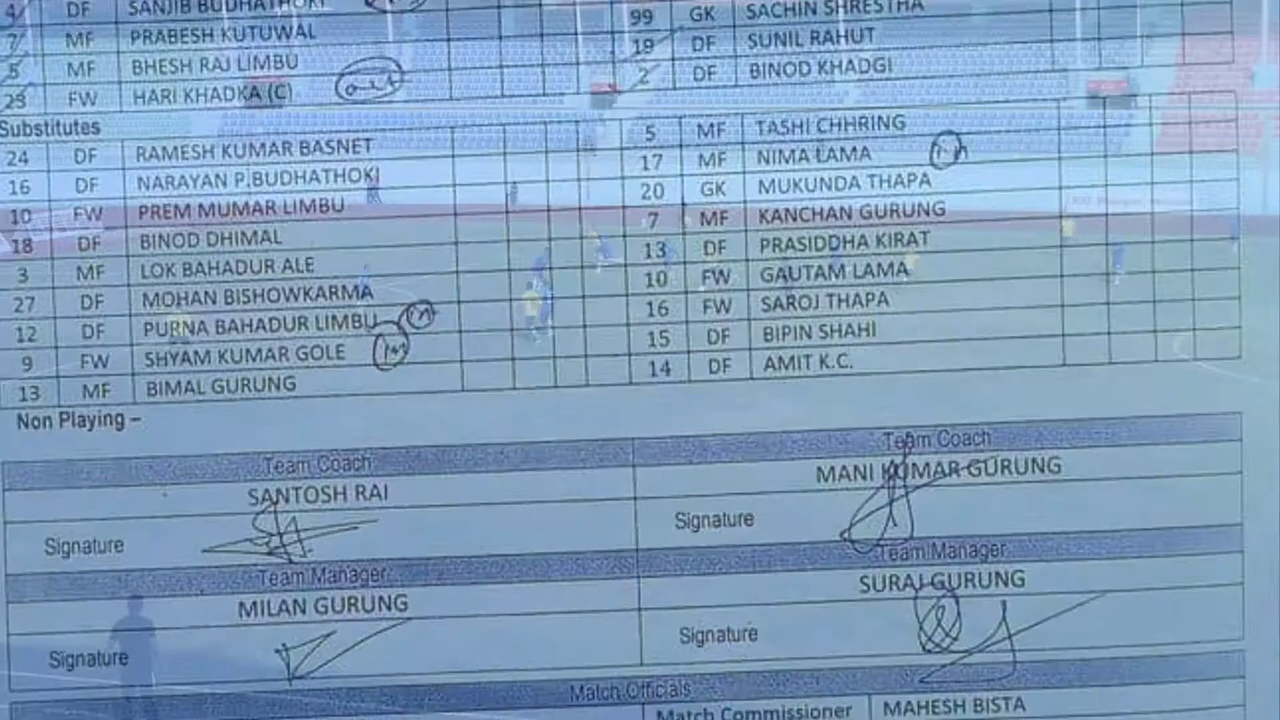 4 DF SANJIB BUDHATHOKI 99 GK SACHIN SHRESTHA
7 MF PRABESH KUTUWAL 19 DF SUNIL RAHUT
5 MF BHESH RAJ LIMBU 2 DF BINOD KHADGI
23 FW HARI KHADKA (C) out
Substitutes
24 DF RAMESH KUMAR BASNET 5 MF TASHI CHHRING
16 DF NARAYAN P.BUDHATHOKI 17 MF NIMA LAMA in
10 FW PREM MUMAR LIMBU 20 GK MUKUNDA THAPA
18 DF BINOD DHIMAL 7 MF KANCHAN GURUNG
3 MF LOK BAHADUR ALE 13 DF PRASIDDHA KIRAT
27 DF MOHAN BISHOWKARMA 10 FW GAUTAM LAMA
12 DF PURNA BAHADUR LIMBU in 16 FW SAROJ THAPA
9 FW SHYAM KUMAR GOLE in 15 DF BIPIN SHAHI
13 MF BIMAL GURUNG 14 DF AMIT K.C.
Non Playing –
Team Coach Team Coach
SANTOSH RAI MANI KUMAR GURUNG
Signature Signature
Team Manager Team Manager
MILAN GURUNG SURAJ GURUNG
Signature Signature
Match Officials
Match Commissioner MAHESH BISTA